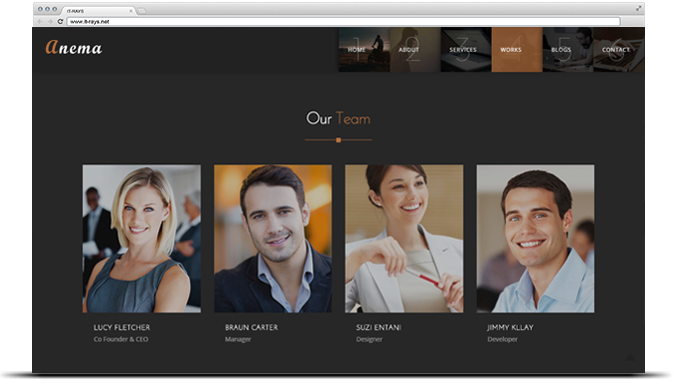 IT-RAYS
www.it-rays.net
Anema
1 2 3 4 5 6
HOME ABOUT SERVICES WORKS BLOGS CONTACT
Our Team
LUCY FLETCHER BRAUN CARTER SUZI ENTANI JIMMY KLLAY
Co Founder & CEO Manager Designer Developer